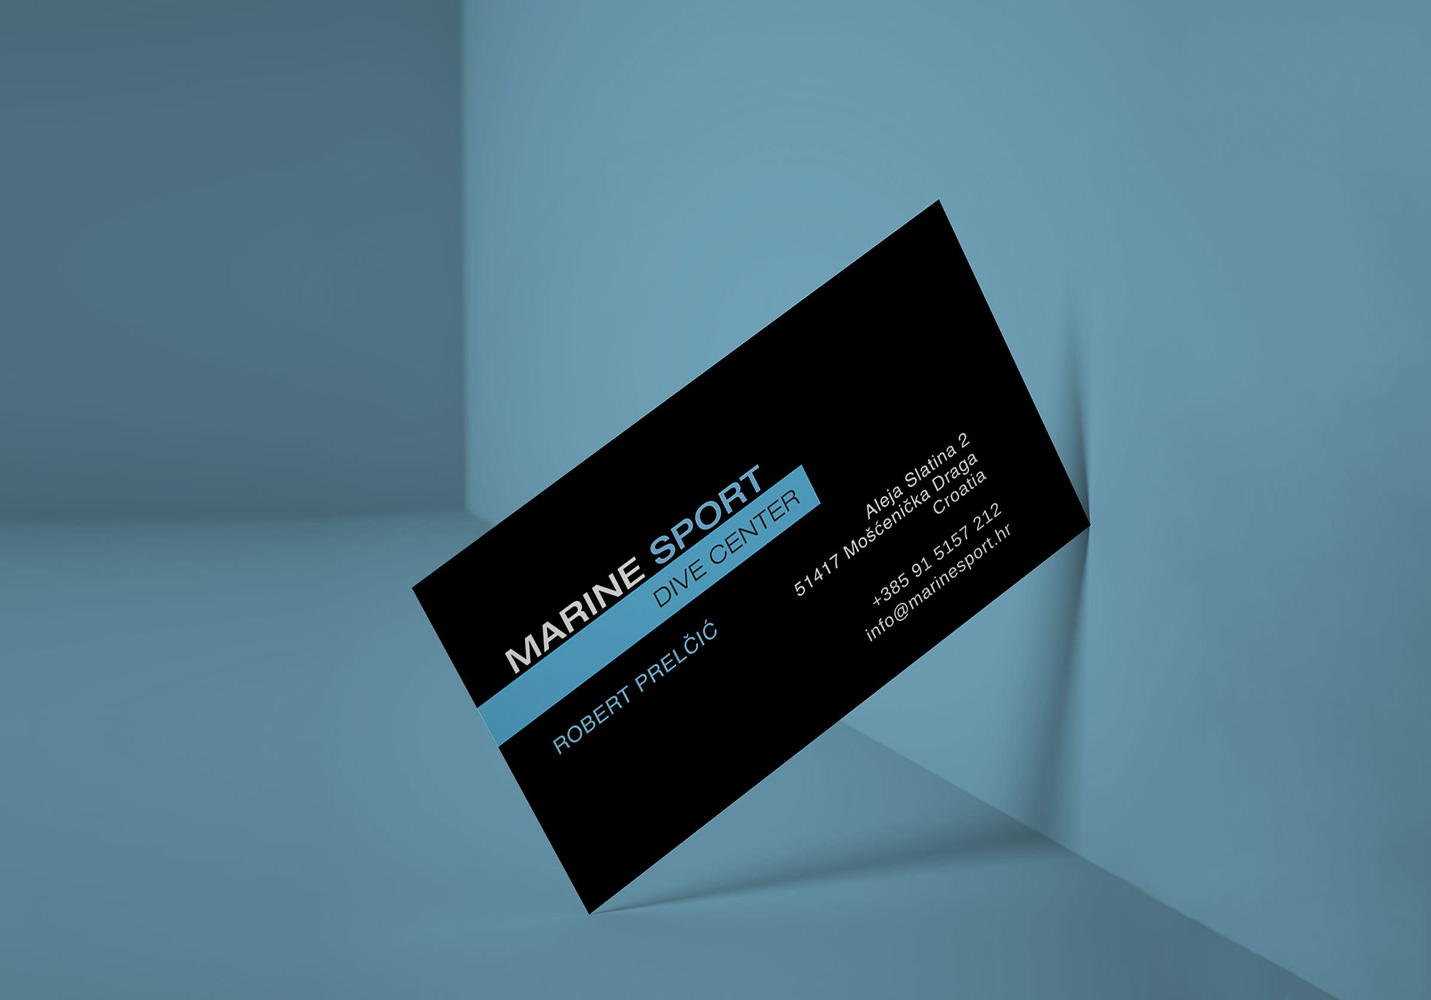 MARINE SPORT
DIVE CENTER
ROBERT PRELČIĆ
Aleja Slatina 2
51417 Mošćenička Draga
Croatia
+385 91 5157 212
info@marinesport.hr